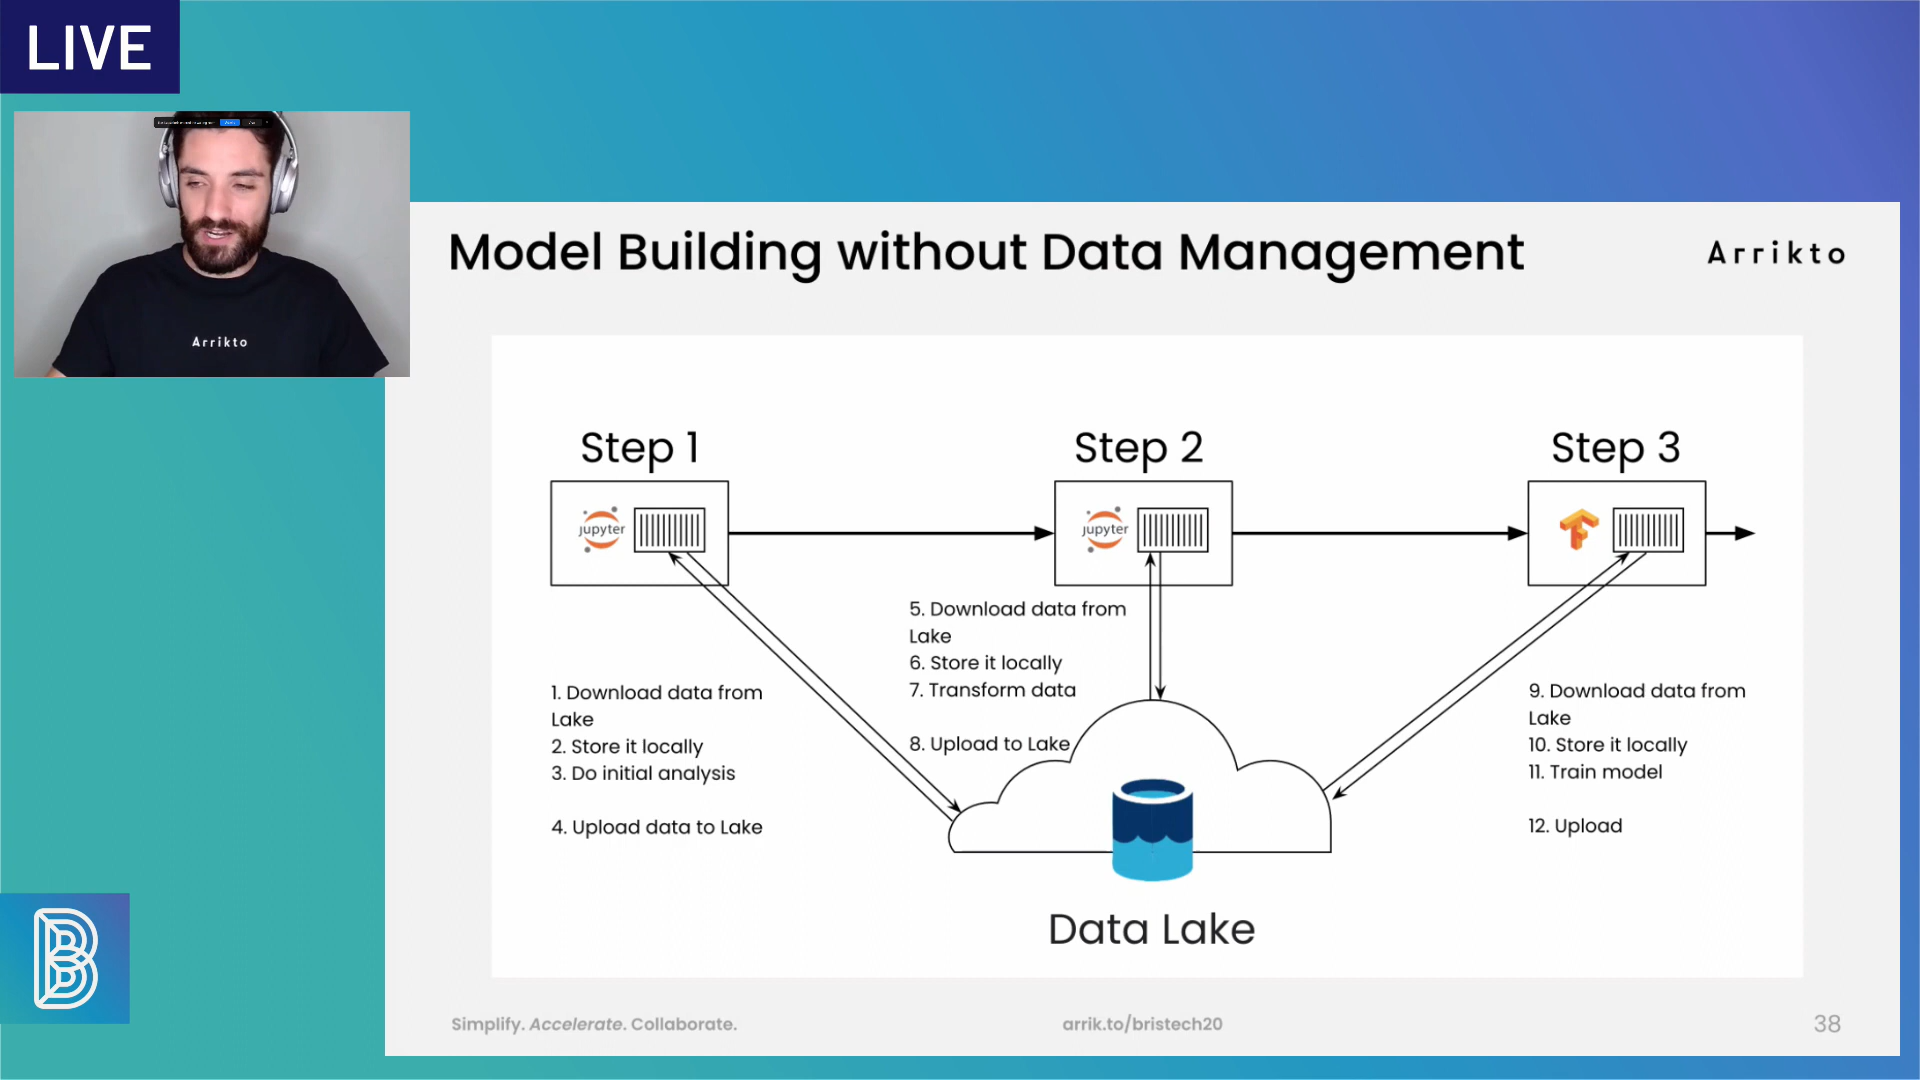 LIVE
Arrikto
Model Building without Data Management
Arrikto
Step 1
Step 2
Step 3
jupyter
jupyter
1. Download data from
Lake
2. Store it locally
3. Do initial analysis
4. Upload data to Lake
5. Download data from
Lake
6. Store it locally
7. Transform data
8. Upload to Lake
9. Download data from
Lake
10. Store it locally
11. Train model
12. Upload
Data Lake
B
Simplify. Accelerate. Collaborate.
arrik.to/bristech20
38